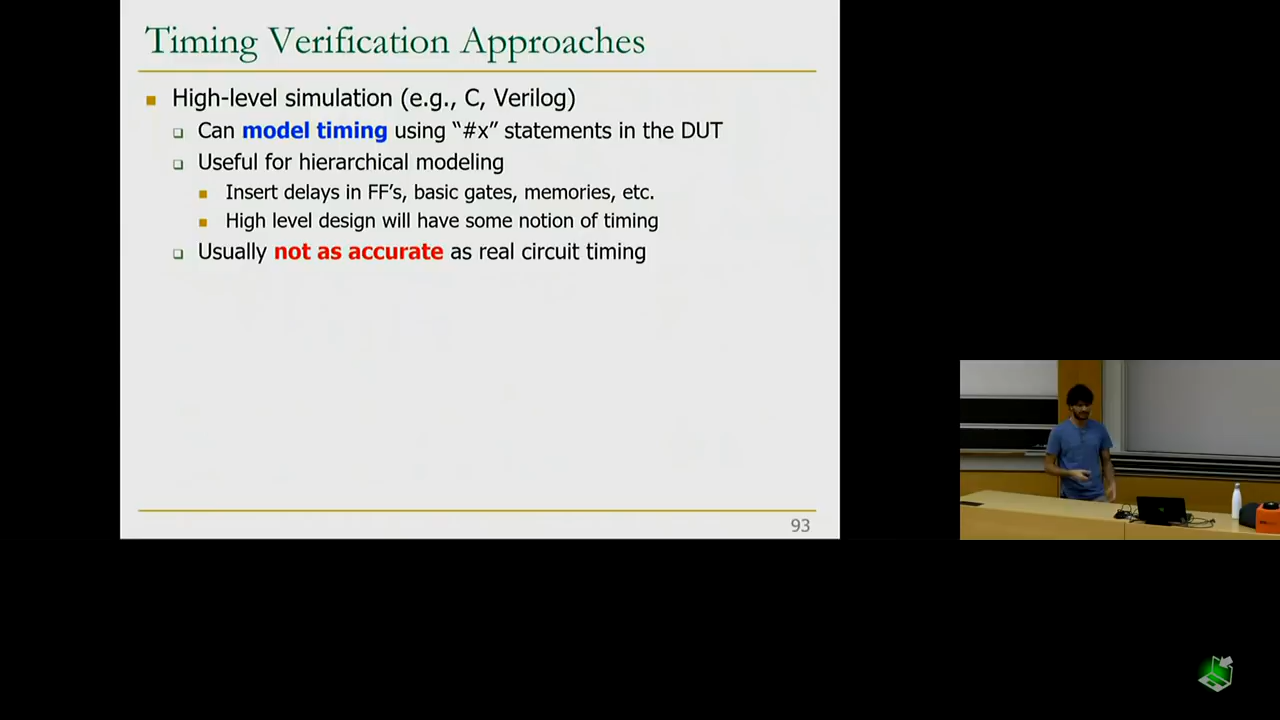 Timing Verification Approaches
High-level simulation (e.g., C, Verilog)
Can model timing using “#x” statements in the DUT
Useful for hierarchical modeling
Insert delays in FF’s, basic gates, memories, etc.
High level design will have some notion of timing
Usually not as accurate as real circuit timing
93